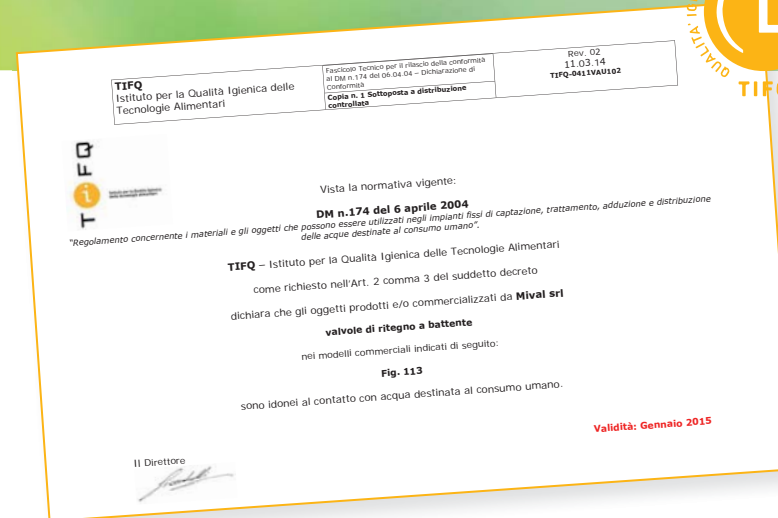 TIFQ
Istituto per la Qualità Igienica delle
Tecnologie Alimentari
Fascicolo Tecnico per il rilascio della conformità
al DM n.174 del 06.04.04 – Dichiarazione di
Conformità
Copia n. 1 Sottoposta a distribuzione
controllata
Rev. 02
11.03.14
TIFQ-0411VAU102
QUALITA'
TIFQ
Vista la normativa vigente:
DM n.174 del 6 aprile 2004
"Regolamento concernente i materiali e gli oggetti che possono essere utilizzati negli impianti fissi di captazione, trattamento, adduzione e distribuzione
delle acque destinate al consumo umano".
TIFQ – Istituto per la Qualità Igienica delle Tecnologie Alimentari
come richiesto nell'Art. 2 comma 3 del suddetto decreto
dichiara che gli oggetti prodotti e/o commercializzati da Mival srl
valvole di ritegno a battente
nei modelli commerciali indicati di seguito:
Fig. 113
sono idonei al contatto con acqua destinata al consumo umano.
Validità: Gennaio 2015
Il Direttore